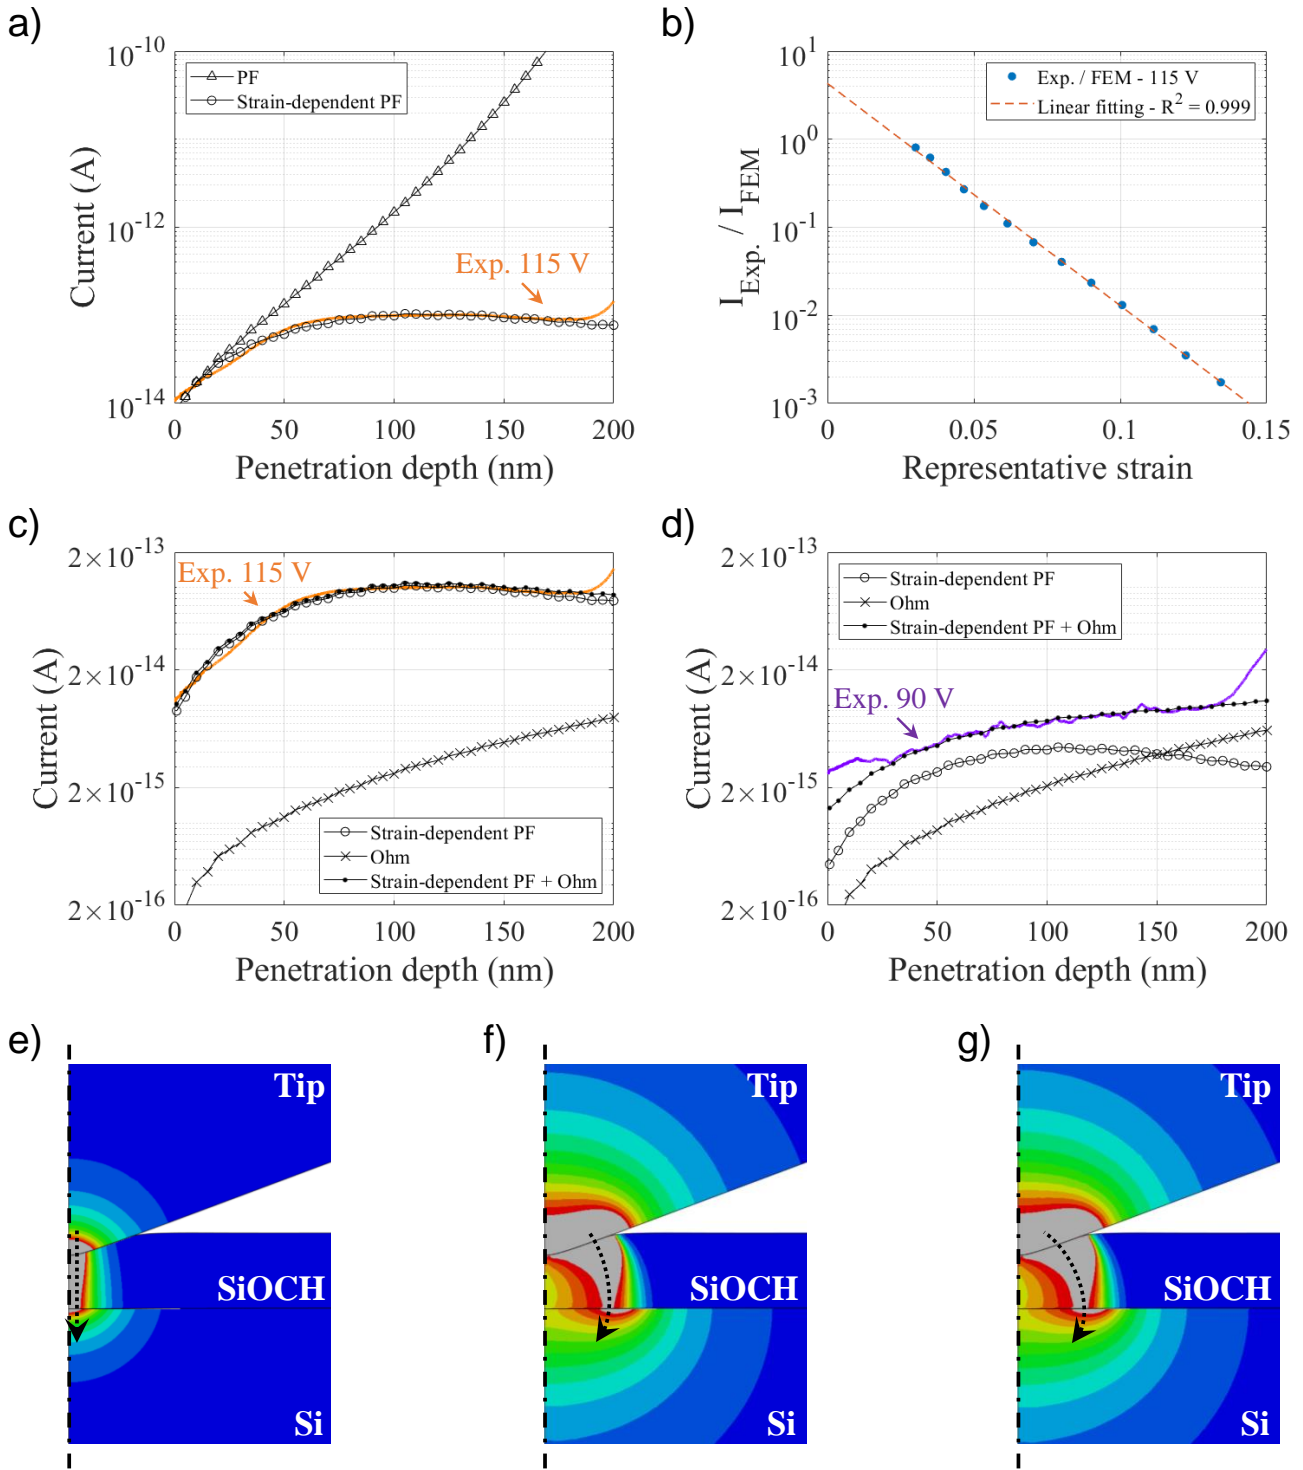 a)
10^-10
10^-12
10^-14
Current (A)
PF
Strain-dependent PF
Exp. 115 V
0 50 100 150 200
Penetration depth (nm)
b)
10^1
10^0
10^-1
10^-2
10^-3
I_Exp. / I_FEM
Exp. / FEM - 115 V
Linear fitting - R^2 = 0.999
0 0.05 0.1 0.15
Representative strain
c)
2×10^-13
2×10^-14
2×10^-15
2×10^-16
Current (A)
Exp. 115 V
Strain-dependent PF
Ohm
Strain-dependent PF + Ohm
0 50 100 150 200
Penetration depth (nm)
d)
2×10^-13
2×10^-14
2×10^-15
2×10^-16
Current (A)
Strain-dependent PF
Ohm
Strain-dependent PF + Ohm
Exp. 90 V
0 50 100 150 200
Penetration depth (nm)
e)
Tip
SiOCH
Si
f)
Tip
SiOCH
Si
g)
Tip
SiOCH
Si